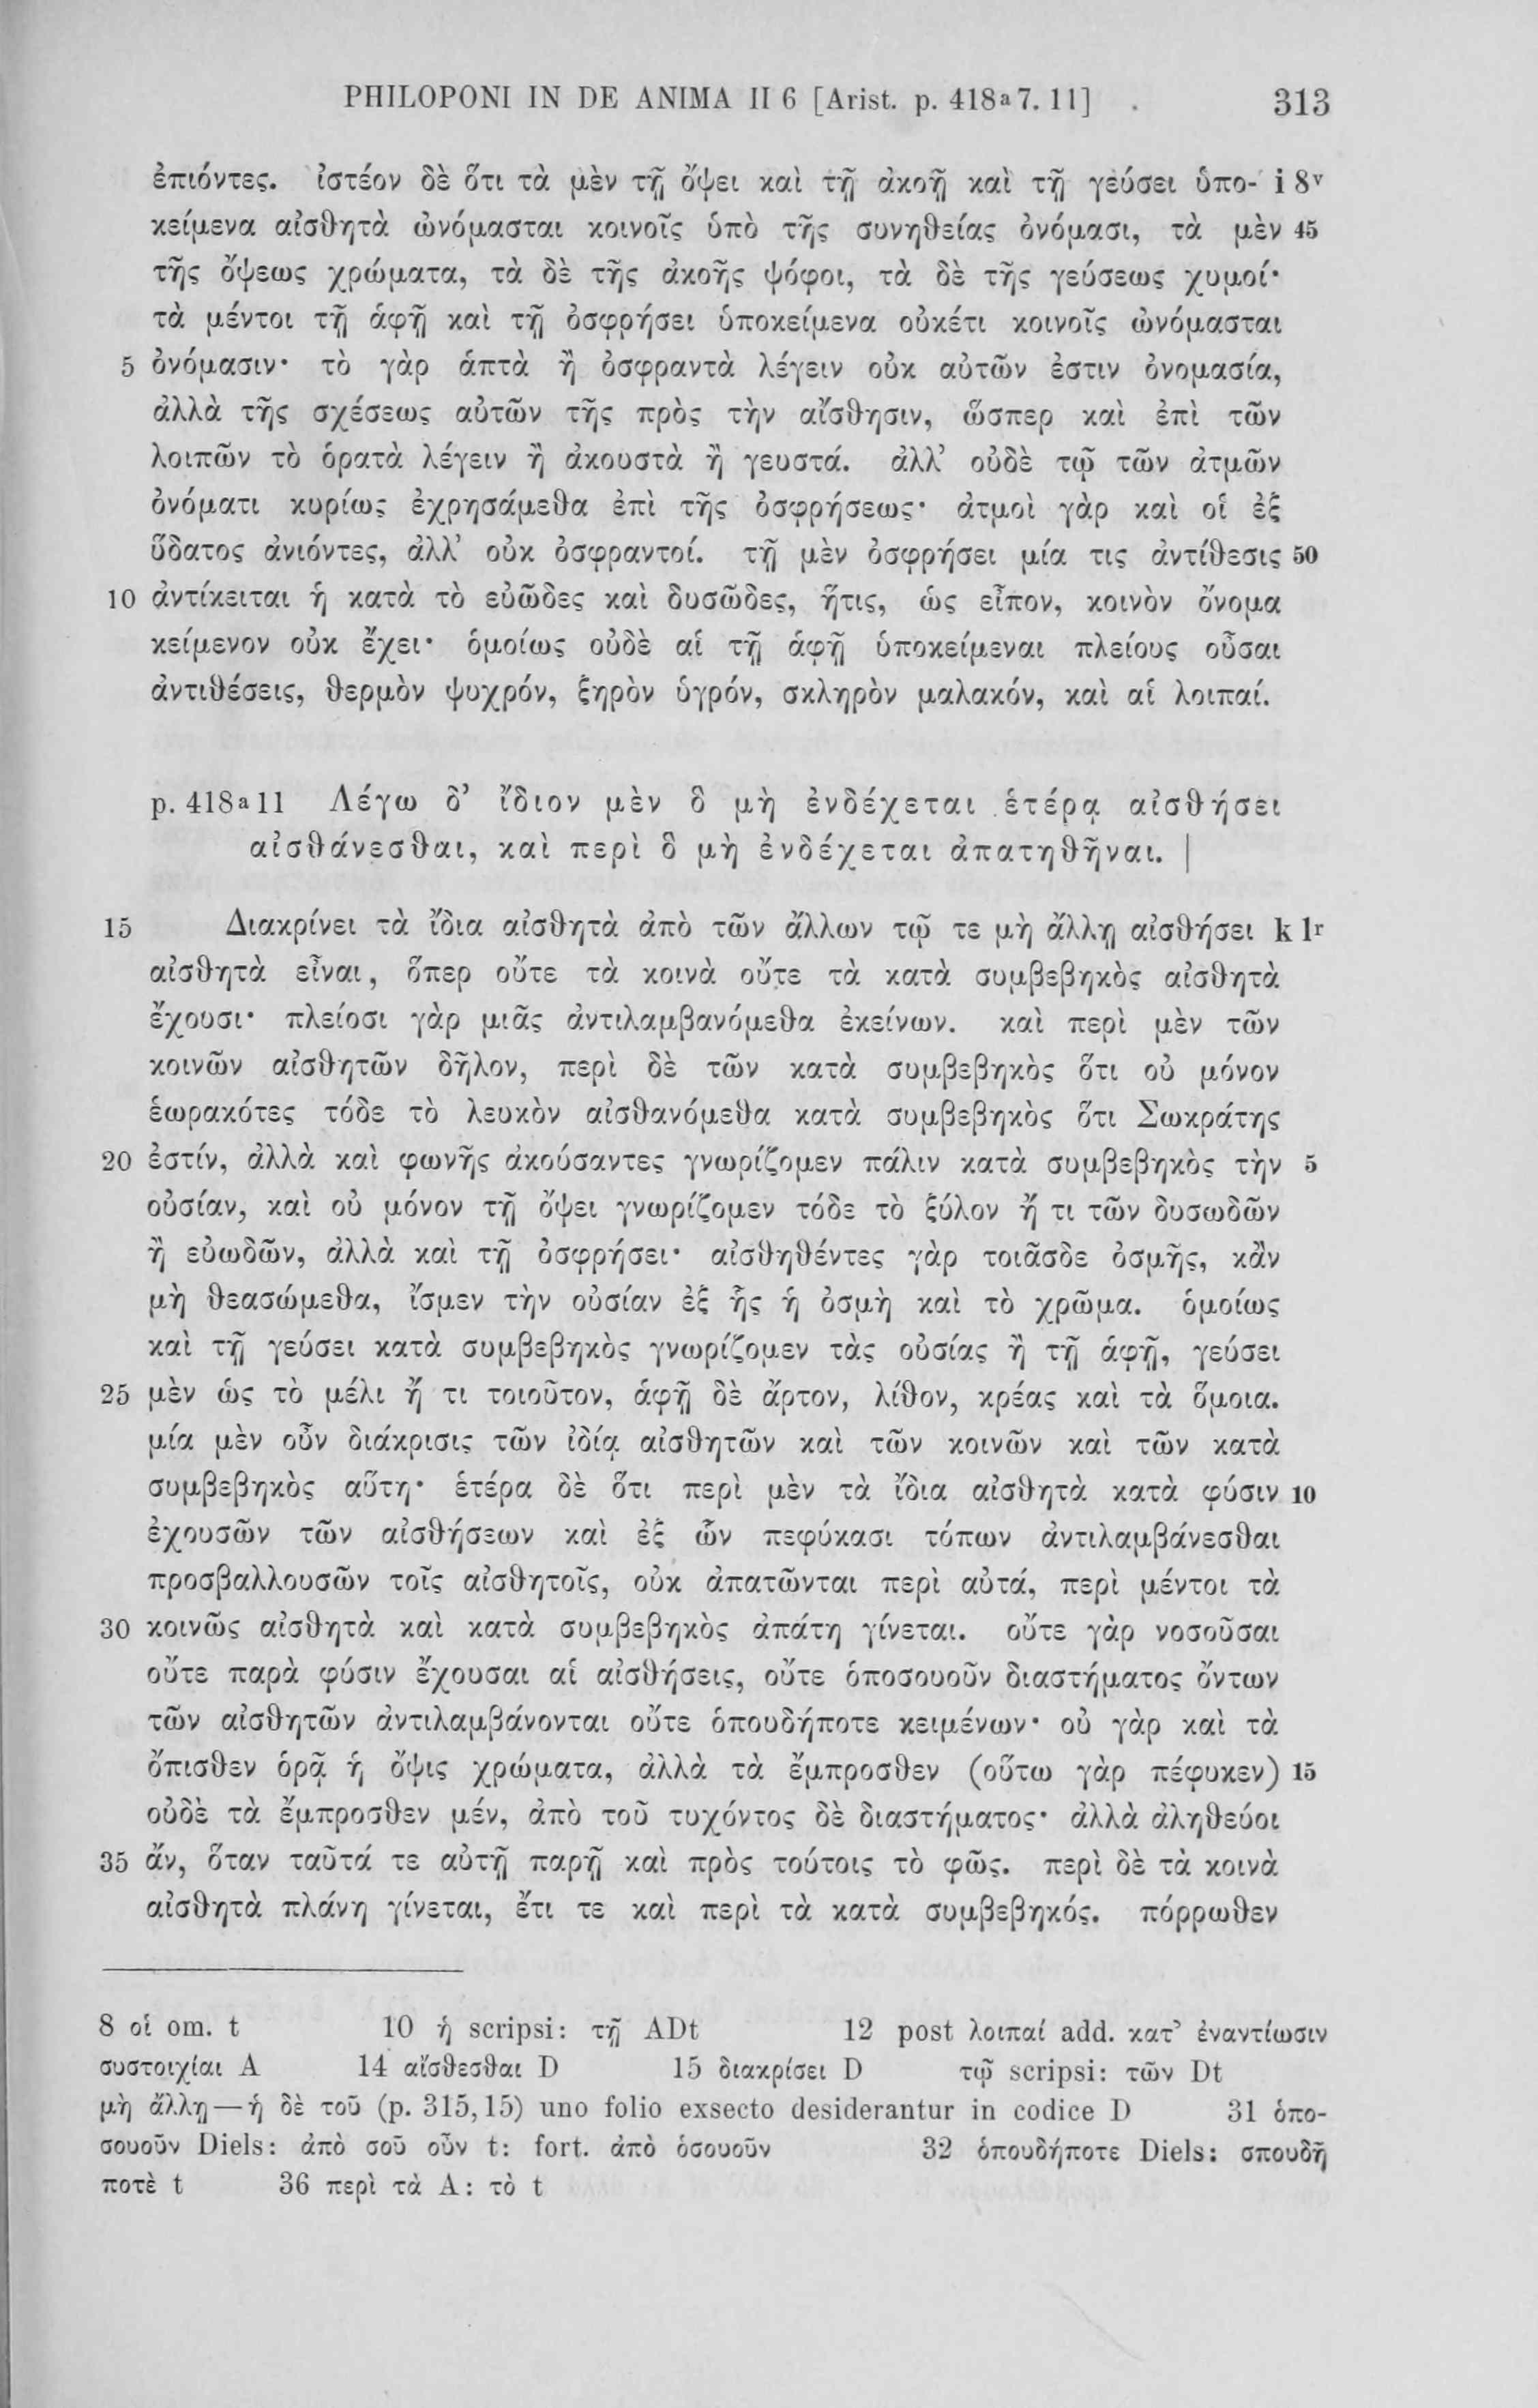 PHILOPONI IN DE ANIMA II 6 [Arist. p. 418a7. 11] 313
ἐπιόντες. ἰστέον δὲ ὅτι τὰ μὲν τῇ ὄψει καὶ τῇ ἀκοῇ καὶ τῇ γεύσει ὑπο- i 8v
κείμενα αἰσθητὰ ὠνόμασται κοινοῖς ὑπὸ τῆς συνηθείας ὀνόμασι, τὰ μὲν 45
τῆς ὄψεως χρώματα, τὰ δὲ τῆς ἀκοῆς ψόφοι, τὰ δὲ τῆς γεύσεως χυμοί·
τὰ μέντοι τῇ ἁφῇ καὶ τῇ ὀσφρήσει ὑποκείμενα οὐκέτι κοινοῖς ὠνόμασται
5 ὀνόμασιν· τὸ γὰρ ἁπτὰ ἢ ὀσφραντὰ λέγειν οὐκ αὐτῶν ἐστιν ὀνομασία,
ἀλλὰ τῆς σχέσεως αὐτῶν τῆς πρὸς τὴν αἴσθησιν, ὥσπερ καὶ ἐπὶ τῶν
λοιπῶν τὸ ὁρατὰ λέγειν ἢ ἀκουστὰ ἢ γευστά. ἀλλ’ οὐδὲ τῷ τῶν ἀτμῶν
ὀνόματι κυρίως ἐχρησάμεθα ἐπὶ τῆς ὀσφρήσεως· ἀτμοὶ γὰρ καὶ οἱ ἐξ
ὕδατος ἀνιόντες, ἀλλ’ οὐκ ὀσφραντοί. τῇ μὲν ὀσφρήσει μία τις ἀντίθεσις 50
10 ἀντίκειται ἡ κατὰ τὸ εὐῶδες καὶ δυσῶδες, ἥτις, ὡς εἶπον, κοινὸν ὄνομα
κείμενον οὐκ ἔχει· ὁμοίως οὐδὲ αἱ τῇ ἁφῇ ὑποκείμεναι πλείους οὖσαι
ἀντιθέσεις, θερμὸν ψυχρόν, ξηρὸν ὑγρόν, σκληρὸν μαλακόν, καὶ αἱ λοιπαί.
p. 418a11 Λέγω δ’ ἴδιον μὲν ὃ μὴ ἐνδέχεται ἑτέρᾳ αἰσθήσει
αἰσθάνεσθαι, καὶ περὶ ὃ μὴ ἐνδέχεται ἀπατηθῆναι. |
15 Διακρίνει τὰ ἴδια αἰσθητὰ ἀπὸ τῶν ἄλλων τῷ τε μὴ ἄλλῃ αἰσθήσει k 1r
αἰσθητὰ εἶναι, ὅπερ οὔτε τὰ κοινὰ οὔτε τὰ κατὰ συμβεβηκὸς αἰσθητὰ
ἔχουσι· πλείοσι γὰρ μιᾶς ἀντιλαμβανόμεθα ἐκείνων. καὶ περὶ μὲν τῶν
κοινῶν αἰσθητῶν δῆλον, περὶ δὲ τῶν κατὰ συμβεβηκὸς ὅτι οὐ μόνον
ἑωρακότες τόδε τὸ λευκὸν αἰσθανόμεθα κατὰ συμβεβηκὸς ὅτι Σωκράτης
20 ἐστίν, ἀλλὰ καὶ φωνῆς ἀκούσαντες γνωρίζομεν πάλιν κατὰ συμβεβηκὸς τὴν 5
οὐσίαν, καὶ οὐ μόνον τῇ ὄψει γνωρίζομεν τόδε τὸ ξύλον ἤ τι τῶν δυσωδῶν
ἢ εὐωδῶν, ἀλλὰ καὶ τῇ ὀσφρήσει· αἰσθηθέντες γὰρ τοιᾶσδε ὀσμῆς, κἂν
μὴ θεασώμεθα, ἴσμεν τὴν οὐσίαν ἐξ ἧς ἡ ὀσμὴ καὶ τὸ χρῶμα. ὁμοίως
καὶ τῇ γεύσει κατὰ συμβεβηκὸς γνωρίζομεν τὰς οὐσίας ἢ τῇ ἁφῇ, γεύσει
25 μὲν ὡς τὸ μέλι ἤ τι τοιοῦτον, ἁφῇ δὲ ἄρτον, λίθον, κρέας καὶ τὰ ὅμοια.
μία μὲν οὖν διάκρισις τῶν ἰδίᾳ αἰσθητῶν καὶ τῶν κοινῶν καὶ τῶν κατὰ
συμβεβηκὸς αὕτη· ἑτέρα δὲ ὅτι περὶ μὲν τὰ ἴδια αἰσθητὰ κατὰ φύσιν 10
ἐχουσῶν τῶν αἰσθήσεων καὶ ἐξ ὧν πεφύκασι τόπων ἀντιλαμβάνεσθαι
προσβαλλουσῶν τοῖς αἰσθητοῖς, οὐκ ἀπατῶνται περὶ αὐτά, περὶ μέντοι τὰ
30 κοινῶς αἰσθητὰ καὶ κατὰ συμβεβηκὸς ἀπάτη γίνεται. οὔτε γὰρ νοσοῦσαι
οὔτε παρὰ φύσιν ἔχουσαι αἱ αἰσθήσεις, οὔτε ὁποσουοῦν διαστήματος ὄντων
τῶν αἰσθητῶν ἀντιλαμβάνονται οὔτε ὁπουδήποτε κειμένων· οὐ γὰρ καὶ τὰ
ὄπισθεν ὁρᾷ ἡ ὄψις χρώματα, ἀλλὰ τὰ ἔμπροσθεν (οὕτω γὰρ πέφυκεν) 15
οὐδὲ τὰ ἔμπροσθεν μέν, ἀπὸ τοῦ τυχόντος δὲ διαστήματος· ἀλλὰ ἀληθεύοι
35 ἄν, ὅταν ταῦτά τε αὐτῇ παρῇ καὶ πρὸς τούτοις τὸ φῶς. περὶ δὲ τὰ κοινὰ
αἰσθητὰ πλάνη γίνεται, ἔτι τε καὶ περὶ τὰ κατὰ συμβεβηκός. πόρρωθεν
8 οἱ om. t 10 ἡ scripsi: τῇ ADt 12 post λοιπαί add. κατ’ ἐναντίωσιν
συστοιχίαι A 14 αἴσθεσθαι D 15 διακρίσει D τῷ scripsi: τῶν Dt
μὴ ἄλλῃ — ἡ δὲ τοῦ (p. 315,15) uno folio exsecto desiderantur in codice D 31 ὁπο-
σουοῦν Diels: ἀπὸ σοῦ οὖν t: fort. ἀπὸ ὁσουοῦν 32 ὁπουδήποτε Diels: σπουδῇ
ποτὲ t 36 περὶ τὰ A: τὸ t